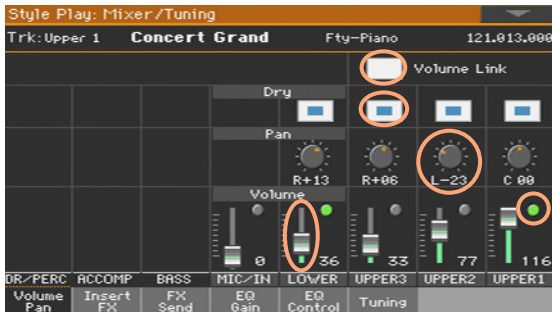 Style Play: Mixer/Tuning
Trk:Upper 1 Concert Grand Fty-Piano 121.013.000
Volume Link
Dry
Pan
R+13 R+06 L-23 C 00
Volume
0 36 33 77 116
DR/PERC ACCOMP BASS MIC/IN LOWER UPPER3 UPPER2 UPPER1
Volume Pan Insert FX FX Send EQ Gain EQ Control Tuning